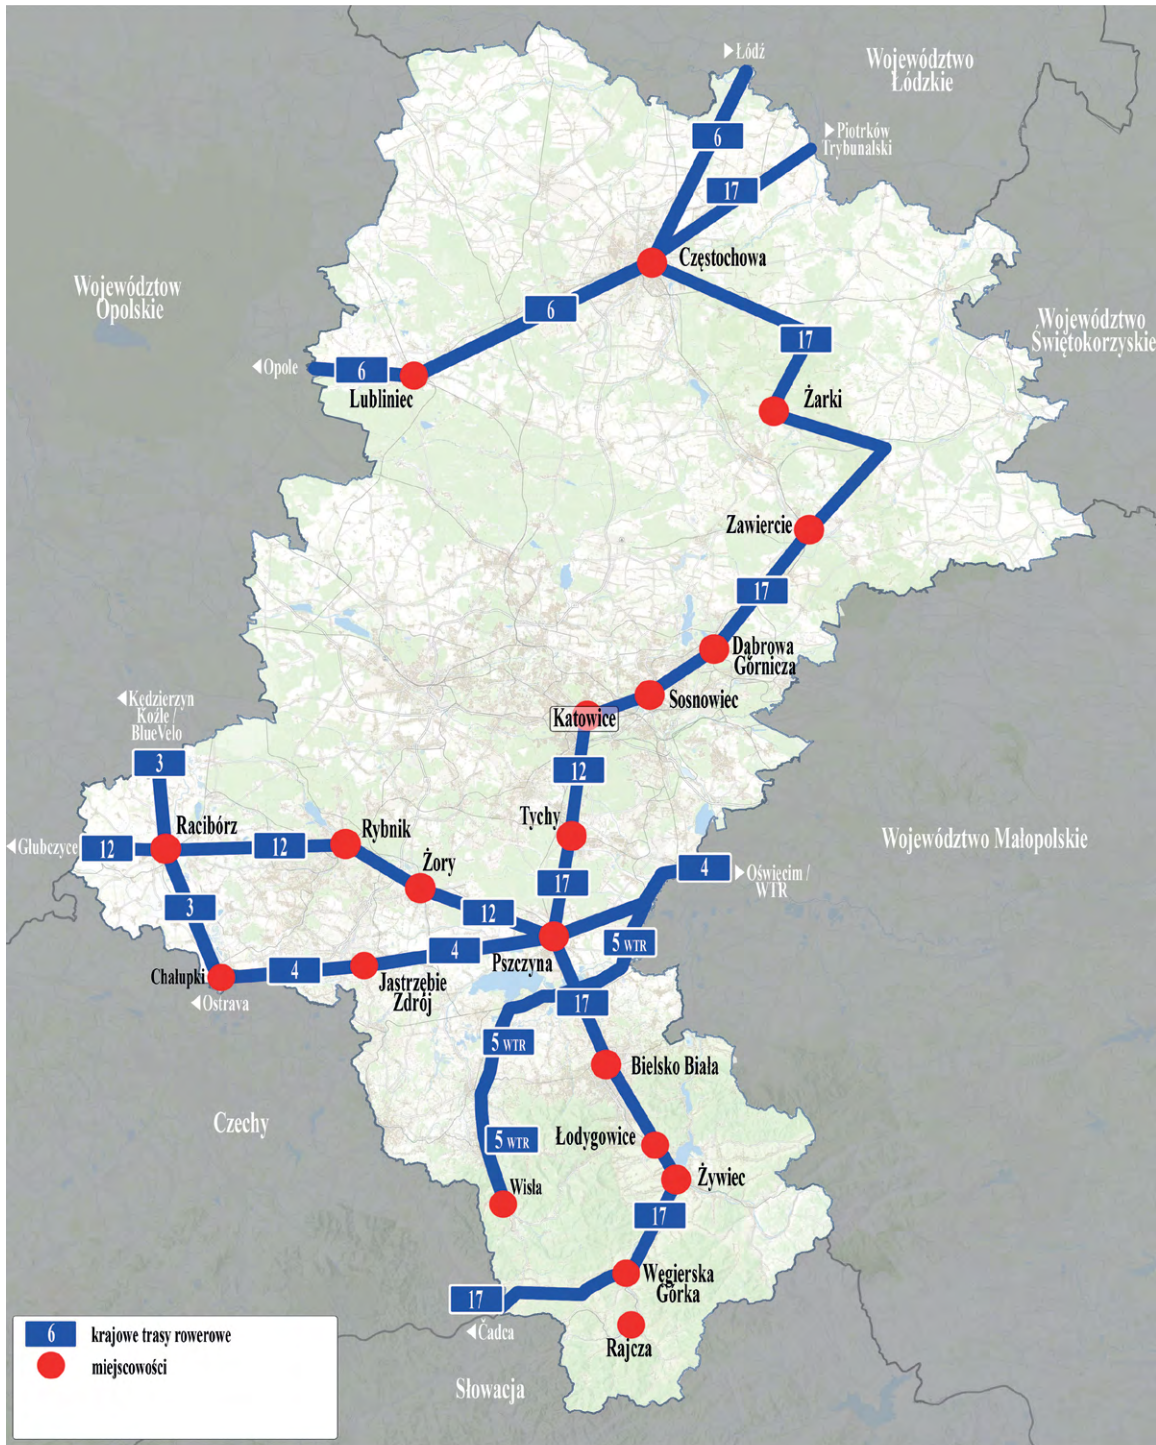 Łódź
Województwo
Łódzkie
6
Piotrków
Trybunalski
17
Częstochowa
Województow
Opolskie
6
17
Województwo
Świętokorzyskie
Opole
6
Lubliniec
Żarki
Zawiercie
17
Dąbrowa
Górnicza
Sosnowiec
Katowice
Kędzierzyn
Koźle /
BlueVelo
3
12
Tychy
Racibórz
Rybnik
Głubczyce
12
12
Żory
Województwo Małopolskie
4
Oświęcim /
WTR
17
3
12
5 WTR
4
Pszczyna
4
Chałupki
Jastrzębie
Zdrój
Ostrava
17
5 WTR
Bielsko Biała
Czechy
5 WTR
Łodygowice
Żywiec
Wisła
17
Węgierska
Górka
17
Čadca
Rajcza
Słowacja
6 krajowe trasy rowerowe
miejscowości